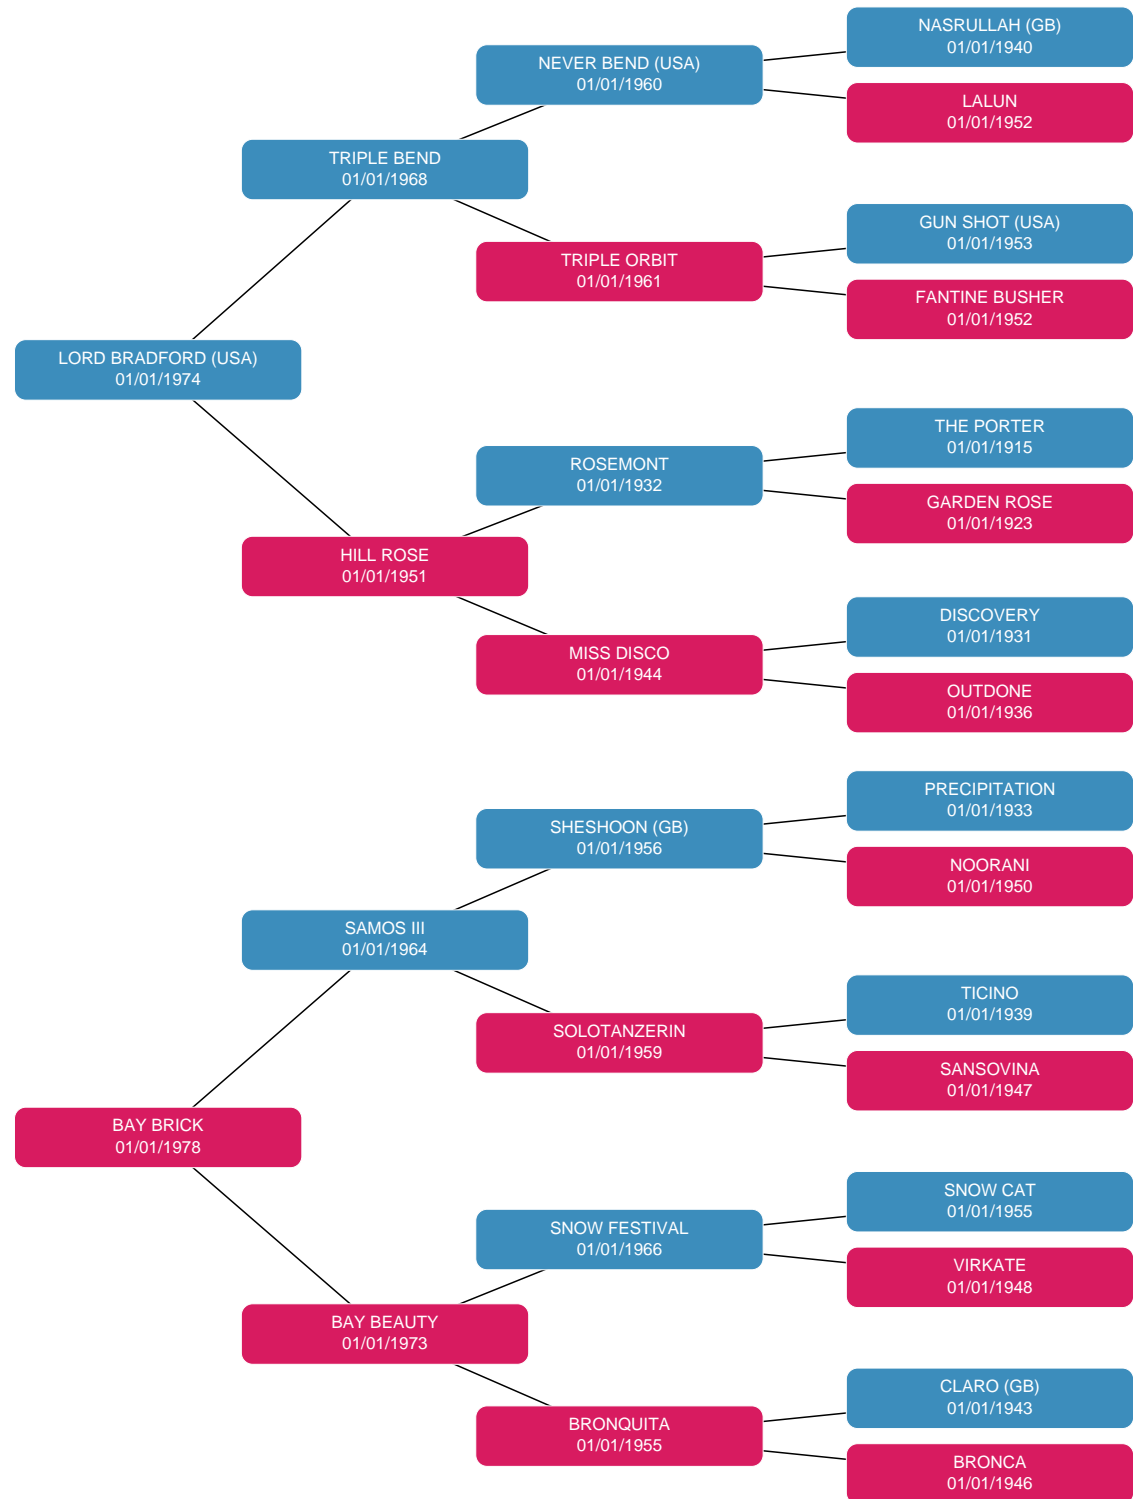 NASRULLAH (GB)
01/01/1940
NEVER BEND (USA)
01/01/1960
LALUN
01/01/1952
TRIPLE BEND
01/01/1968
GUN SHOT (USA)
01/01/1953
TRIPLE ORBIT
01/01/1961
FANTINE BUSHER
01/01/1952
LORD BRADFORD (USA)
01/01/1974
THE PORTER
01/01/1915
ROSEMONT
01/01/1932
GARDEN ROSE
01/01/1923
HILL ROSE
01/01/1951
DISCOVERY
01/01/1931
MISS DISCO
01/01/1944
OUTDONE
01/01/1936
PRECIPITATION
01/01/1933
SHESHOON (GB)
01/01/1956
NOORANI
01/01/1950
SAMOS III
01/01/1964
TICINO
01/01/1939
SOLOTANZERIN
01/01/1959
SANSOVINA
01/01/1947
BAY BRICK
01/01/1978
SNOW CAT
01/01/1955
SNOW FESTIVAL
01/01/1966
VIRKATE
01/01/1948
BAY BEAUTY
01/01/1973
CLARO (GB)
01/01/1943
BRONQUITA
01/01/1955
BRONCA
01/01/1946